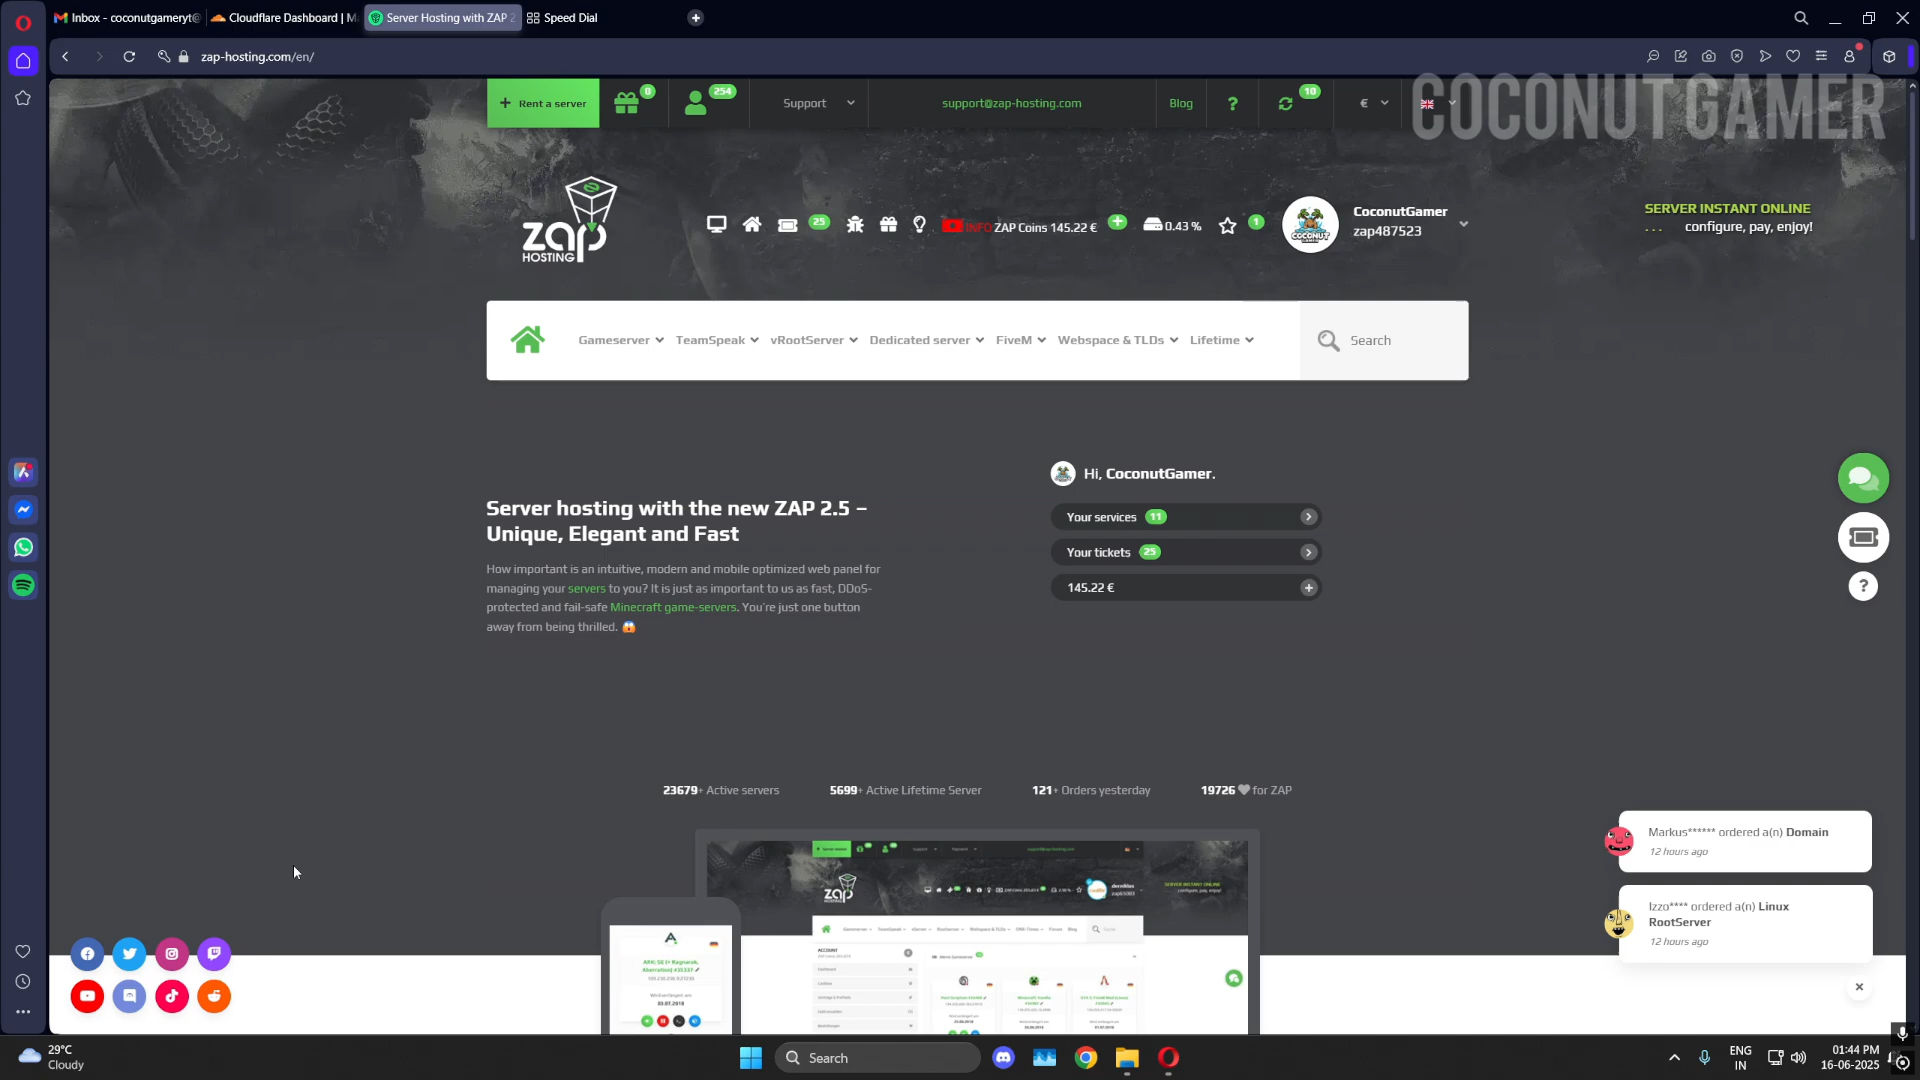 Inbox - coconutgameryt@
Cloudflare Dashboard | Ma
Server Hosting with ZAP 2
Speed Dial
zap-hosting.com/en/
COCONUTGAMER
+ Rent a server
0
254
Support
support@zap-hosting.com
Blog
?
10
€
zap
HOSTING
25
INFO ZAP Coins 145.22 €
0.43 %
1
COCONUT
CoconutGamer
zap487523
SERVER INSTANT ONLINE
... configure, pay, enjoy!
Gameserver
TeamSpeak
vRootServer
Dedicated server
FiveM
Webspace & TLDs
Lifetime
Search
Server hosting with the new ZAP 2.5 –
Unique, Elegant and Fast
How important is an intuitive, modern and mobile optimized web panel for
managing your servers to you? It is just as important to us as fast, DDoS-
protected and fail-safe Minecraft game-servers. You're just one button
away from being thrilled. 😱
Hi, CoconutGamer.
Your services 11
Your tickets 25
145.22 €
?
23679+ Active servers
5699+ Active Lifetime Server
121+ Orders yesterday
19726 for ZAP
Markus****** ordered a(n) Domain
12 hours ago
Izzo**** ordered a(n) Linux
RootServer
12 hours ago
zap
ACCOUNT
29°C
Cloudy
Search
ENG
IN
01:44 PM
16-06-2025